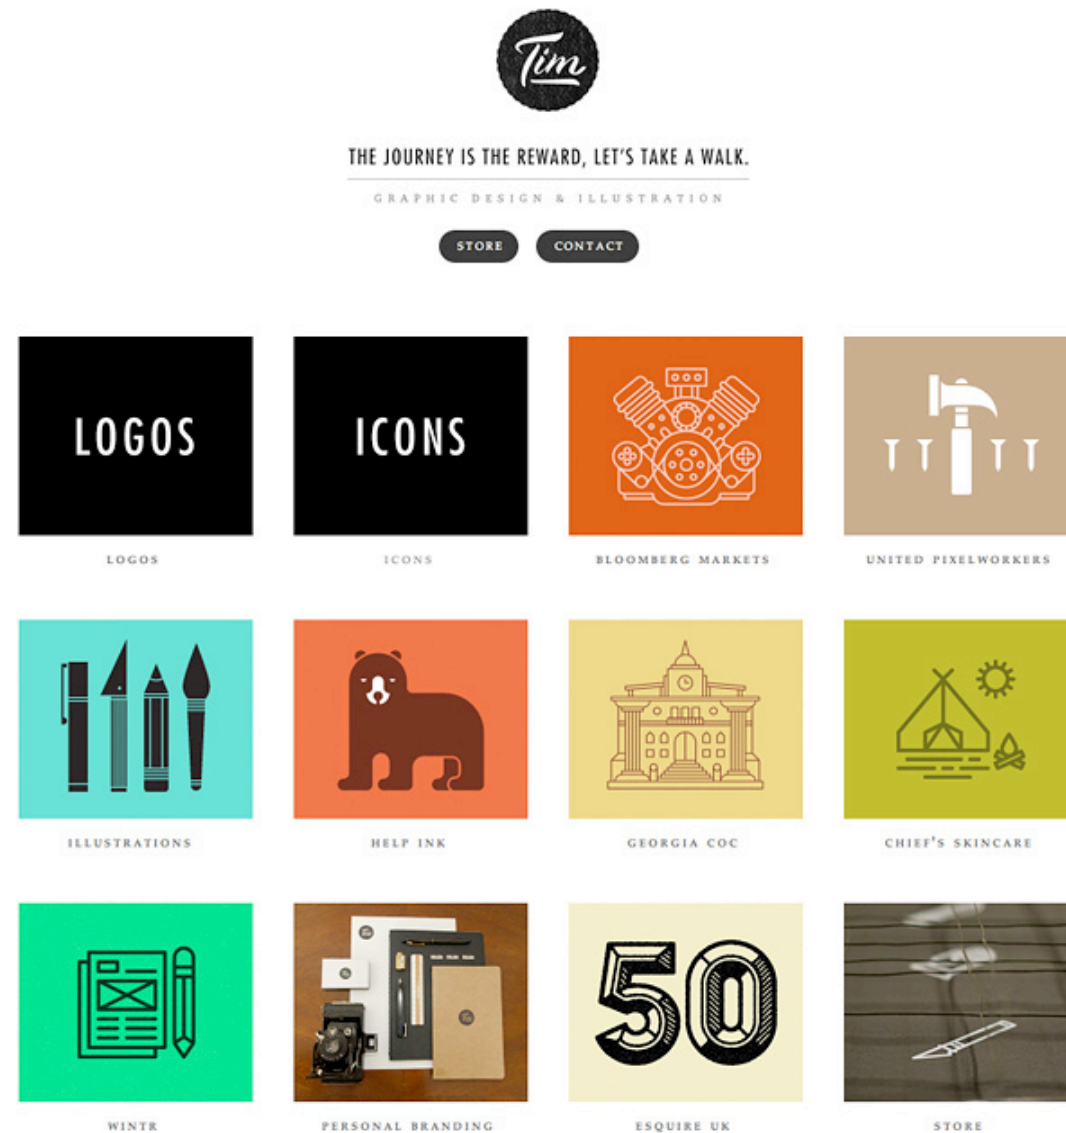 Tim
THE JOURNEY IS THE REWARD, LET'S TAKE A WALK.
GRAPHIC DESIGN & ILLUSTRATION
STORE CONTACT
LOGOS ICONS
LOGOS ICONS BLOOMBERG MARKETS UNITED PIXELWORKERS
ILLUSTRATIONS HELP INK GEORGIA COC CHIEF'S SKINCARE
Tim
50
WINTR PERSONAL BRANDING ESQUIRE UK STORE